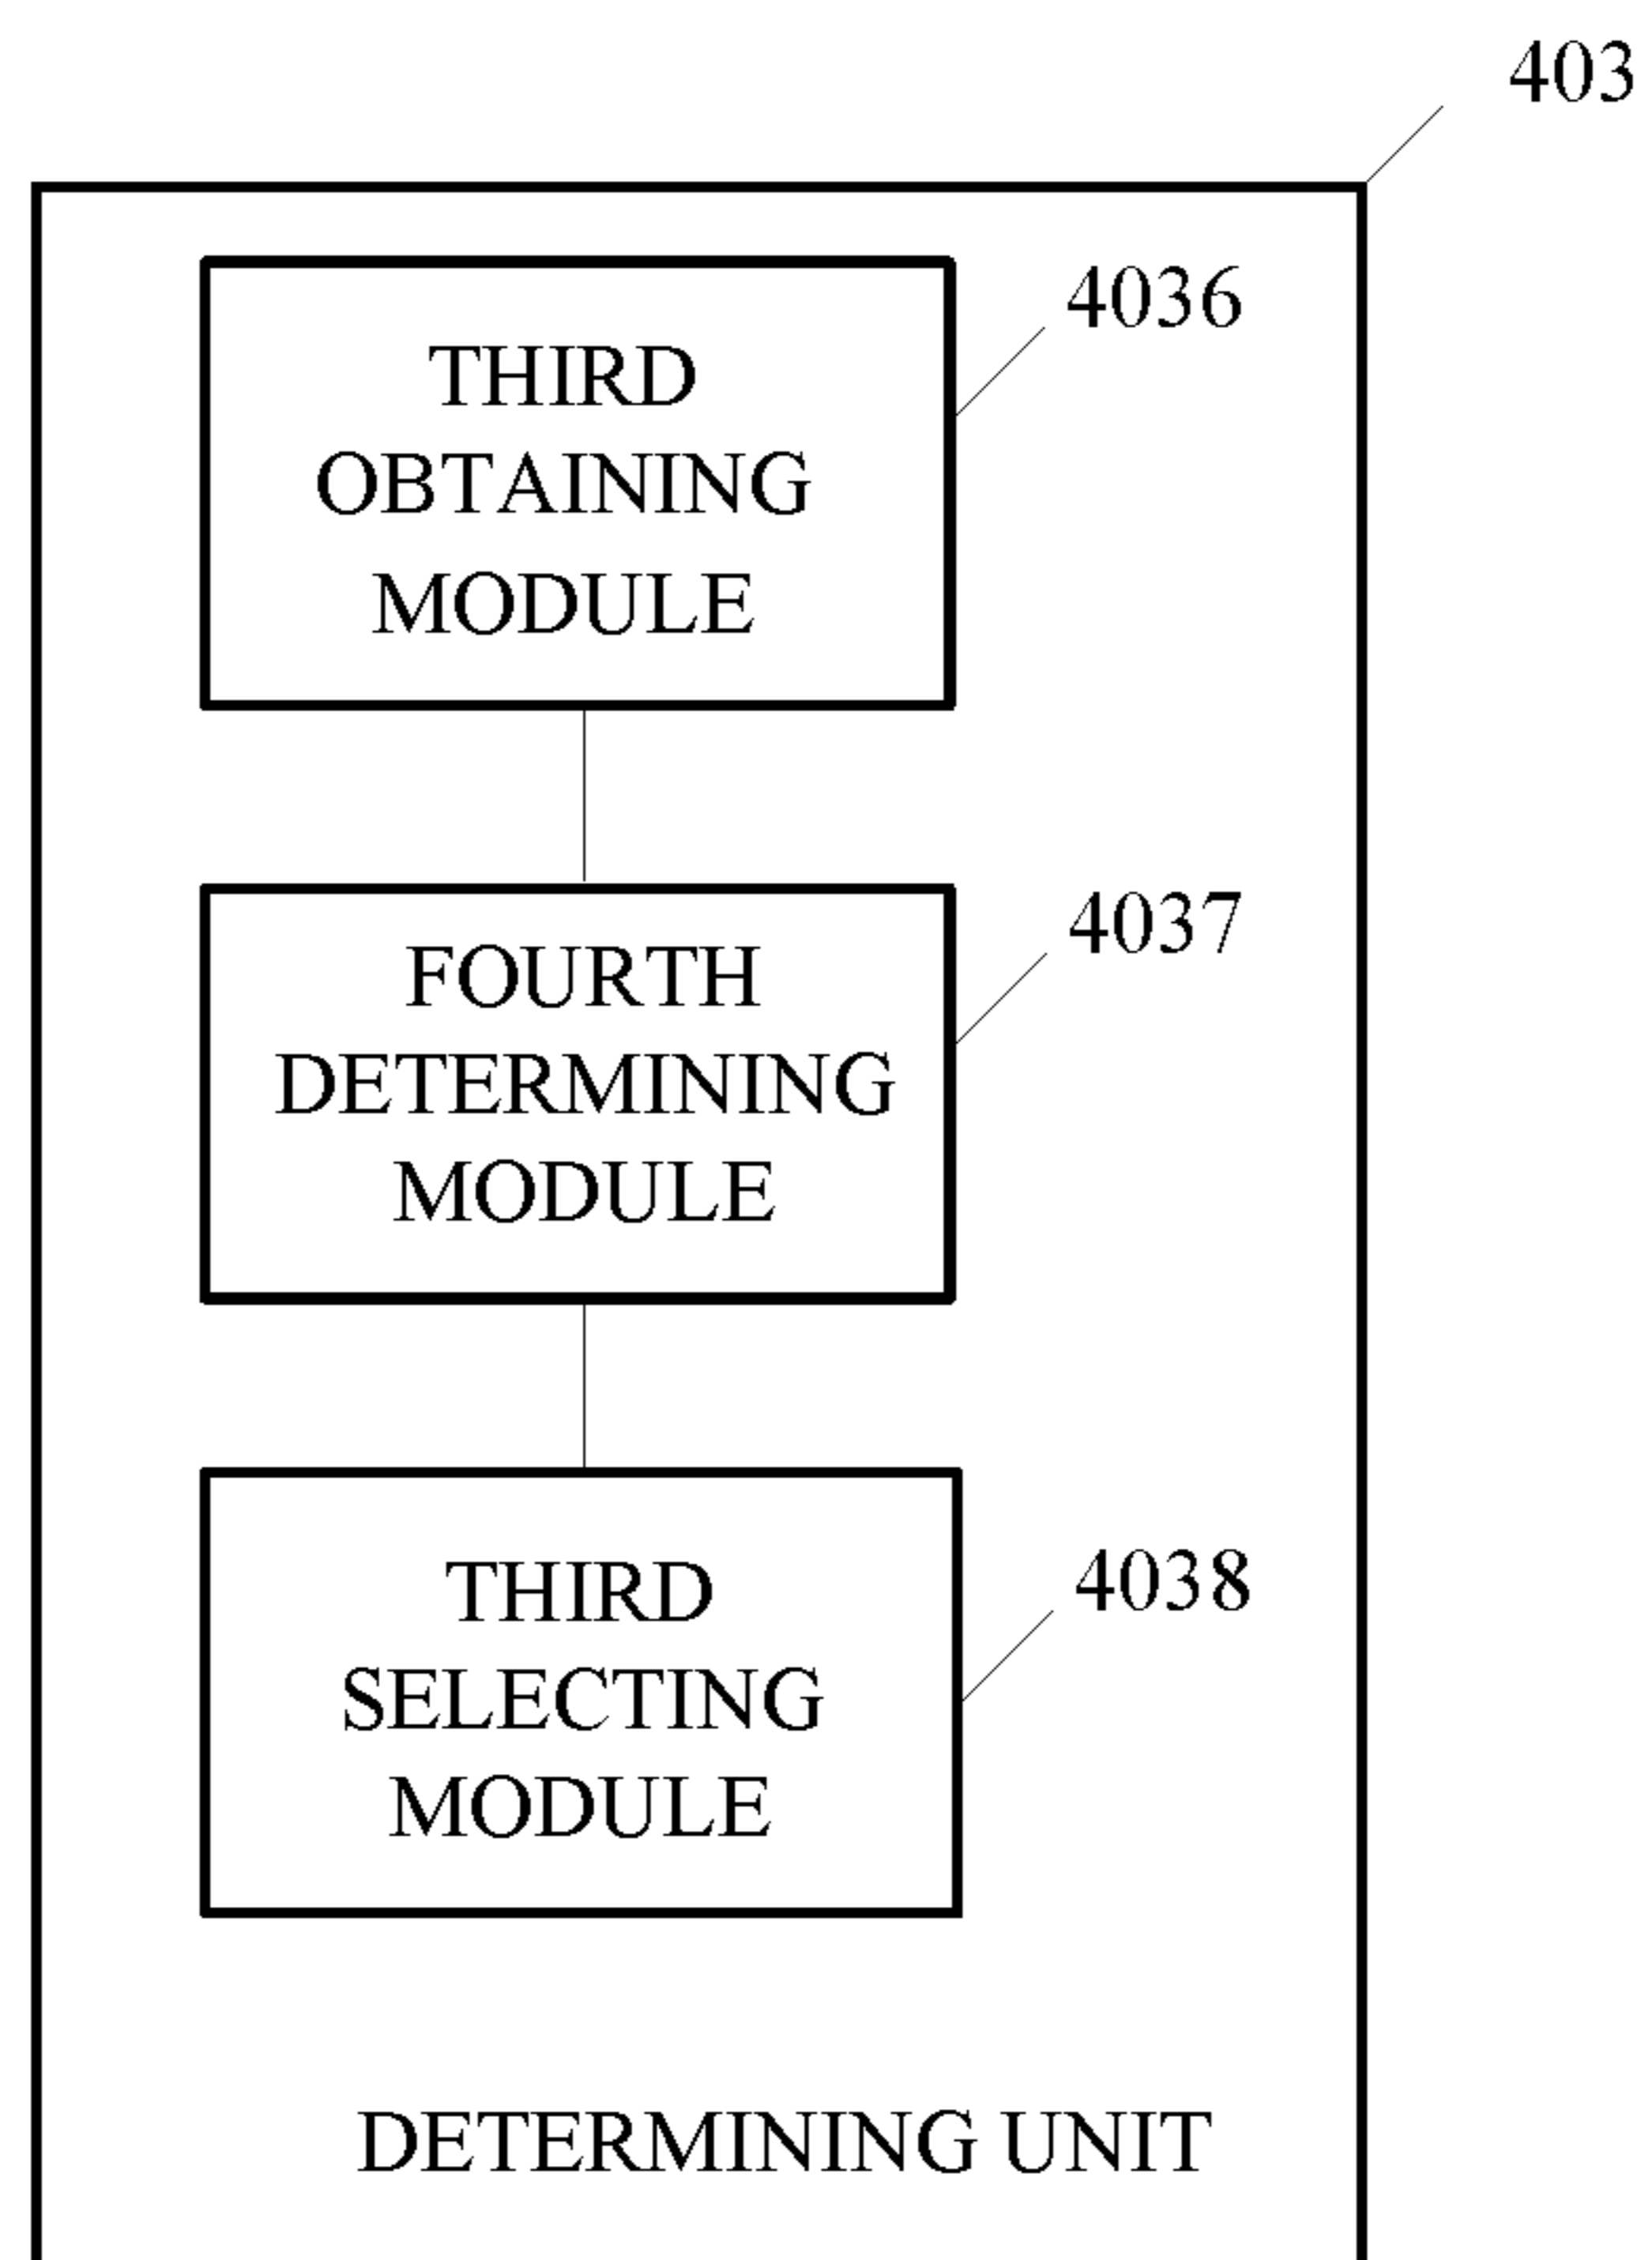 403
4036
THIRD
OBTAINING
MODULE
4037
FOURTH
DETERMINING
MODULE
4038
THIRD
SELECTING
MODULE
DETERMINING UNIT